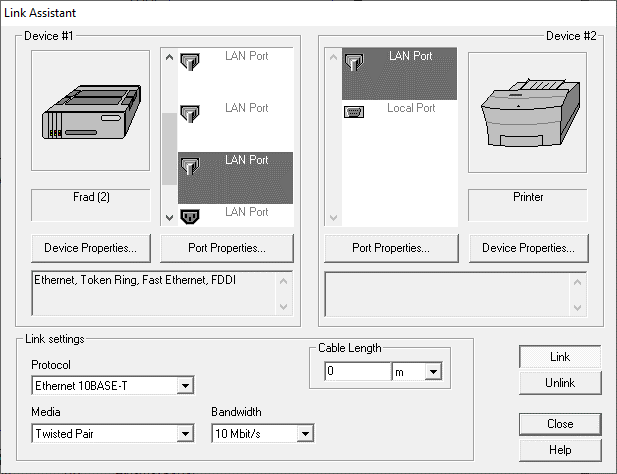 Link Assistant
Device #1
LAN Port
LAN Port
LAN Port
LAN Port
Frad (2)
Device Properties...
Port Properties...
Ethernet, Token Ring, Fast Ethernet, FDDI
Device #2
LAN Port
Local Port
Printer
Port Properties...
Device Properties...
Link settings
Protocol
Ethernet 10BASE-T
Cable Length
0 m
Media
Twisted Pair
Bandwidth
10 Mbit/s
Link
Unlink
Close
Help